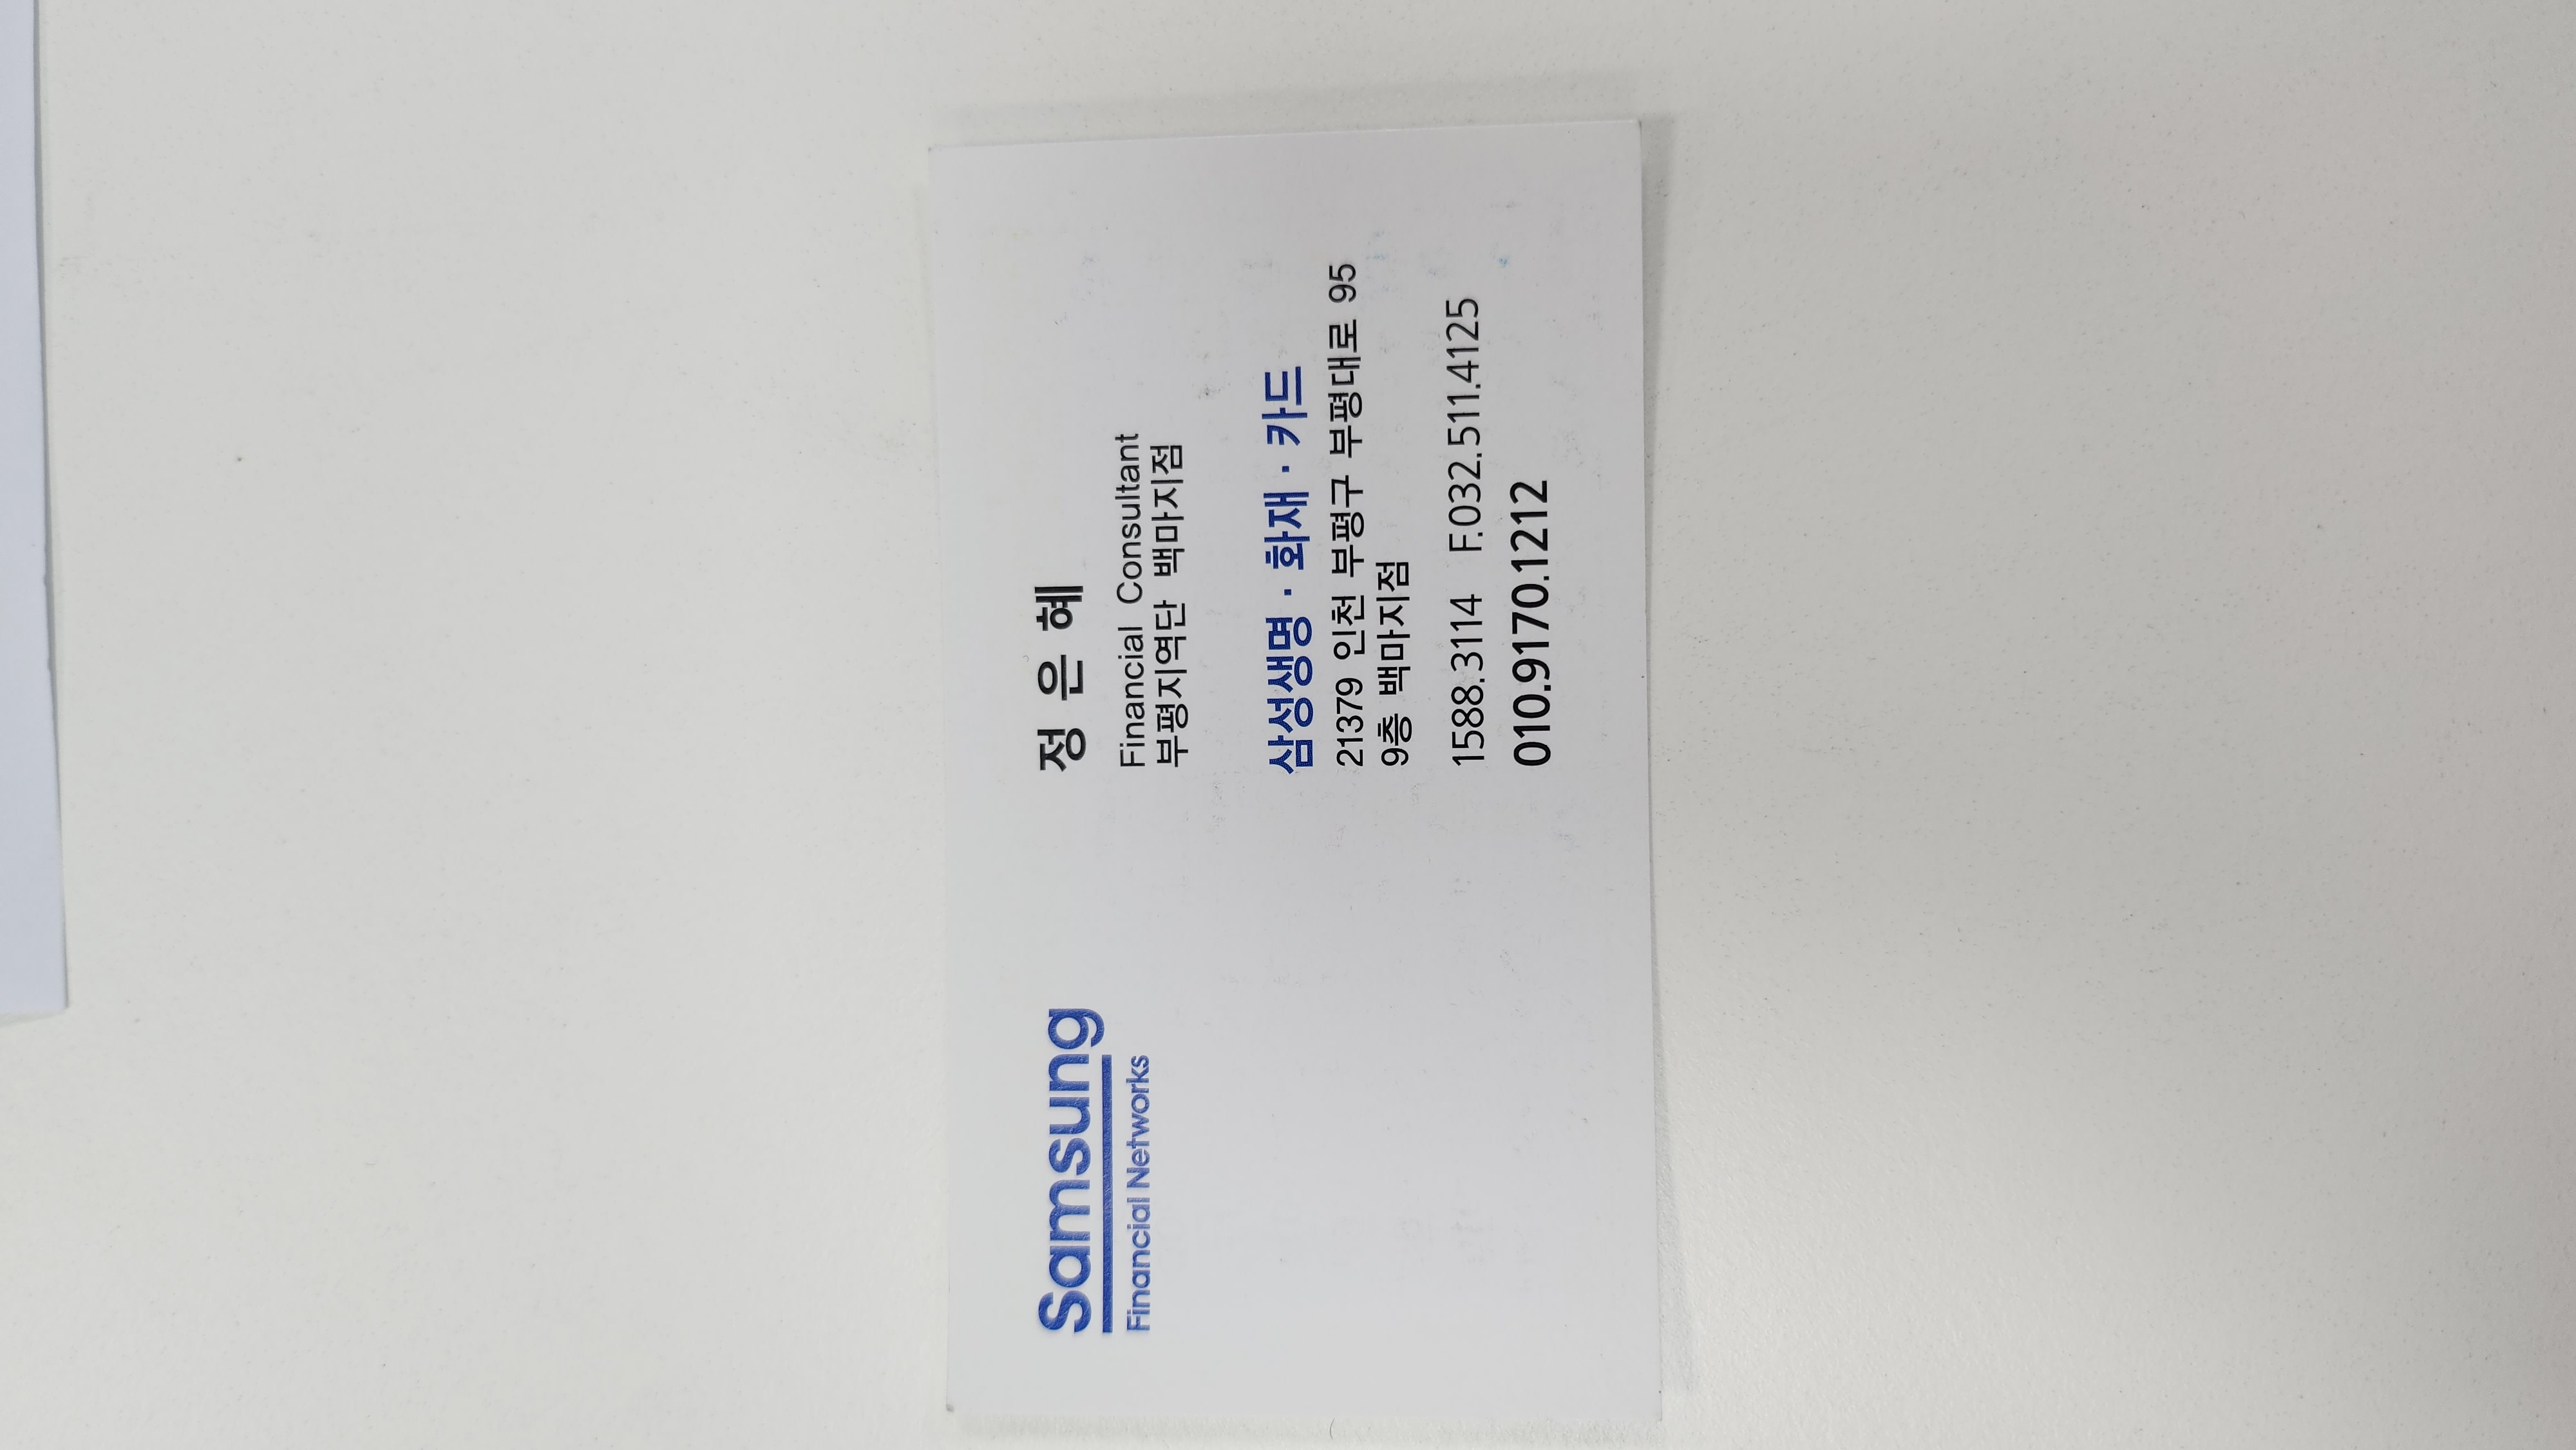 Samsung
Financial Networks
정은혜
Financial Consultant
부평지역단 백마지점
삼성생명 · 화재 · 카드
21379 인천 부평구 부평대로 95
9층 백마지점
1588.3114 F.032.511.4125
010.9170.1212